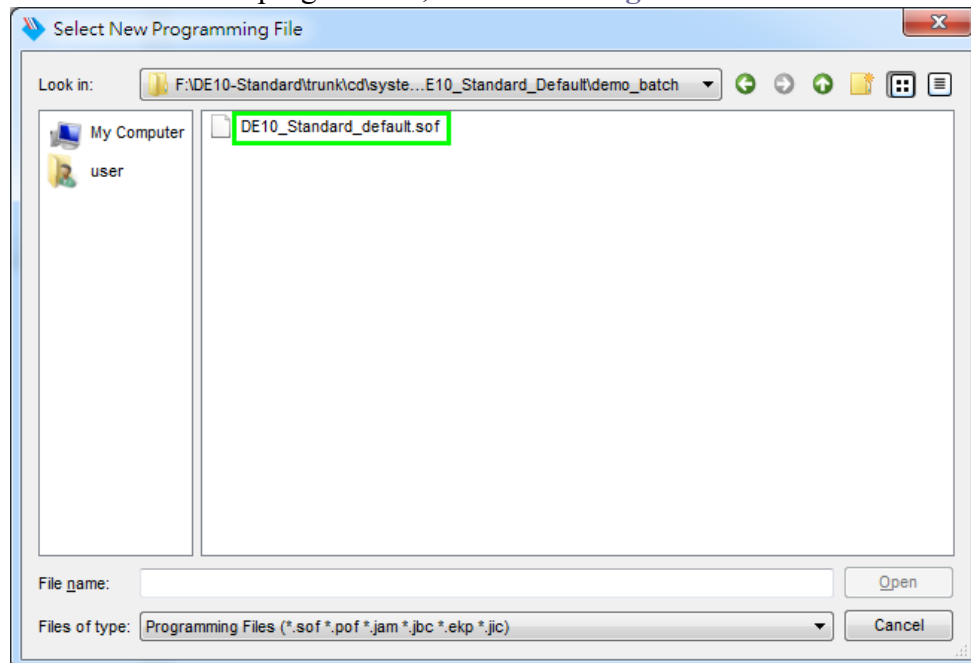 Select New Programming File
Look in: F:\DE10-Standard\trunk\cd\syste...E10_Standard_Default\demo_batch
My Computer
DE10_Standard_default.sof
user
File name:
Open
Files of type: Programming Files (*.sof *.pof *.jam *.jbc *.ekp *.jic)
Cancel